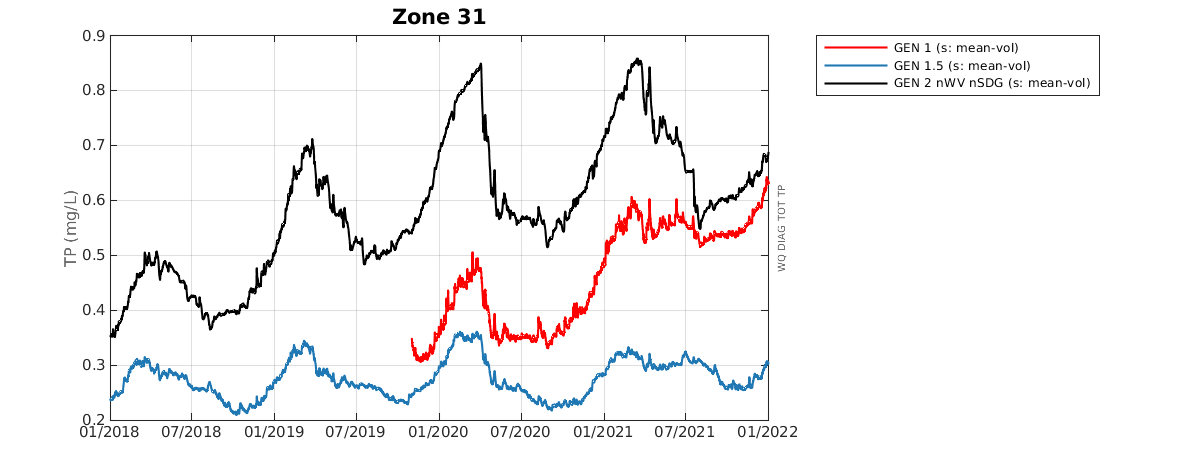 Zone 31
GEN 1 (s: mean-vol)
GEN 1.5 (s: mean-vol)
GEN 2 nWV nSDG (s: mean-vol)
TP (mg/L)
0.9
0.8
0.7
0.6
0.5
0.4
0.3
0.2
01/2018 07/2018 01/2019 07/2019 01/2020 07/2020 01/2021 07/2021 01/2022
WQ DIAG TOT TP